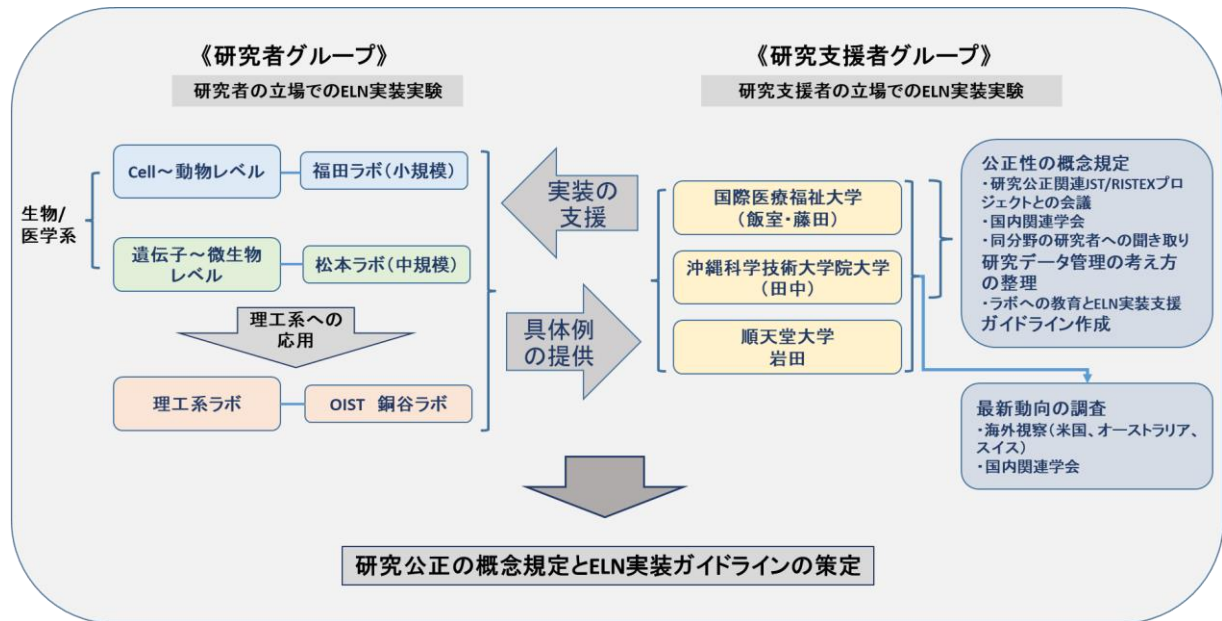 《研究者グループ》
研究者の立場でのELN実装実験
生物/
医学系
Cell～動物レベル
福田ラボ(小規模)
遺伝子～微生物
レベル
松本ラボ(中規模)
理工系への
応用
理工系ラボ
OIST 銅谷ラボ
実装の
支援
具体例
の提供
《研究支援者グループ》
研究支援者の立場でのELN実装実験
国際医療福祉大学
(飯室・藤田)
沖縄科学技術大学院大学
(田中)
順天堂大学
岩田
公正性の概念規定
・研究公正関連JST/RISTEXプロ
ジェクトとの会議
・国内関連学会
・同分野の研究者への聞き取り
研究データ管理の考え方
の整理
・ラボへの教育とELN実装支援
ガイドライン作成
最新動向の調査
・海外視察(米国、オーストラリア、
スイス)
・国内関連学会
研究公正の概念規定とELN実装ガイドラインの策定